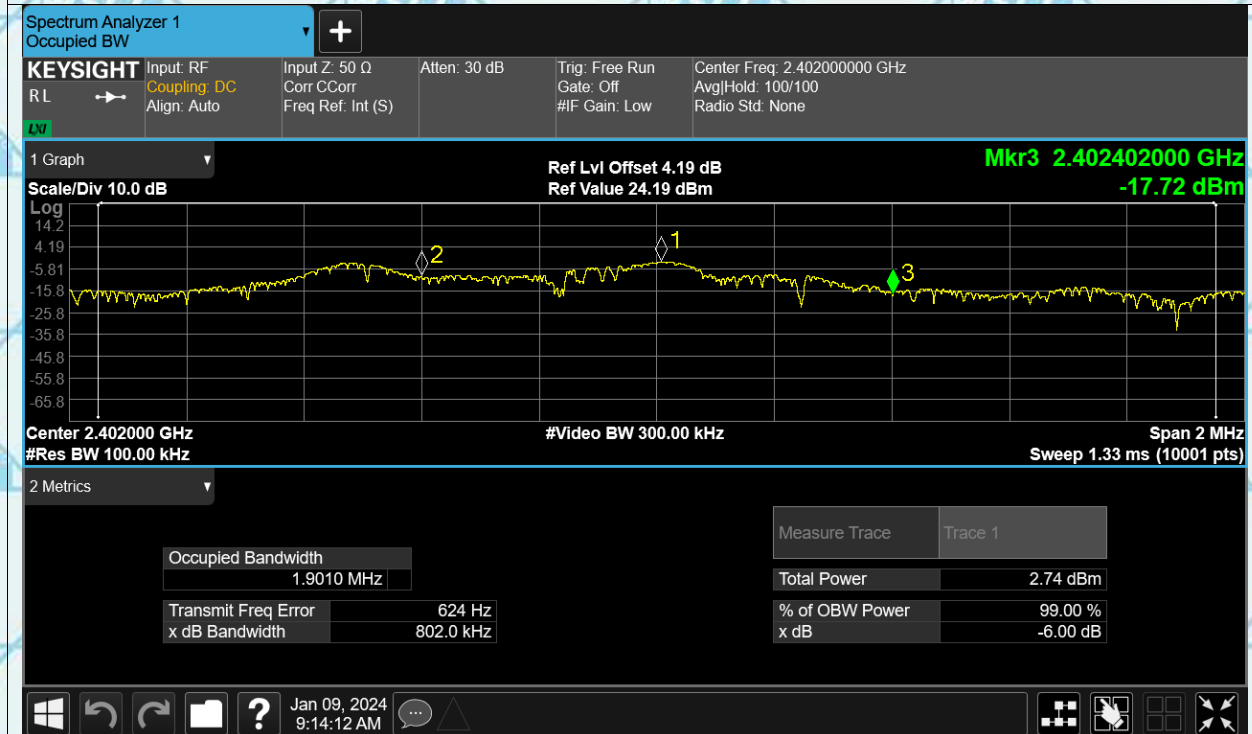 Spectrum Analyzer 1
Occupied BW
▼
+
KEYSIGHT
R L
LXI
Input: RF
Coupling: DC
Align: Auto
Input Z: 50 Ω
Corr CCorr
Freq Ref: Int (S)
Atten: 30 dB
Trig: Free Run
Gate: Off
#IF Gain: Low
Center Freq: 2.402000000 GHz
Avg|Hold: 100/100
Radio Std: None
1 Graph ▼
Scale/Div 10.0 dB
Ref Lvl Offset 4.19 dB
Ref Value 24.19 dBm
Mkr3 2.402402000 GHz
-17.72 dBm
Log
14.2
4.19
-5.81
-15.8
-25.8
-35.8
-45.8
-55.8
-65.8
2
1
3
Center 2.402000 GHz
#Res BW 100.00 kHz
#Video BW 300.00 kHz
Span 2 MHz
Sweep 1.33 ms (10001 pts)
2 Metrics ▼
Occupied Bandwidth
1.9010 MHz
Transmit Freq Error 624 Hz
x dB Bandwidth 802.0 kHz
Measure Trace Trace 1
Total Power 2.74 dBm
% of OBW Power 99.00 %
x dB -6.00 dB
?
Jan 09, 2024
9:14:12 AM